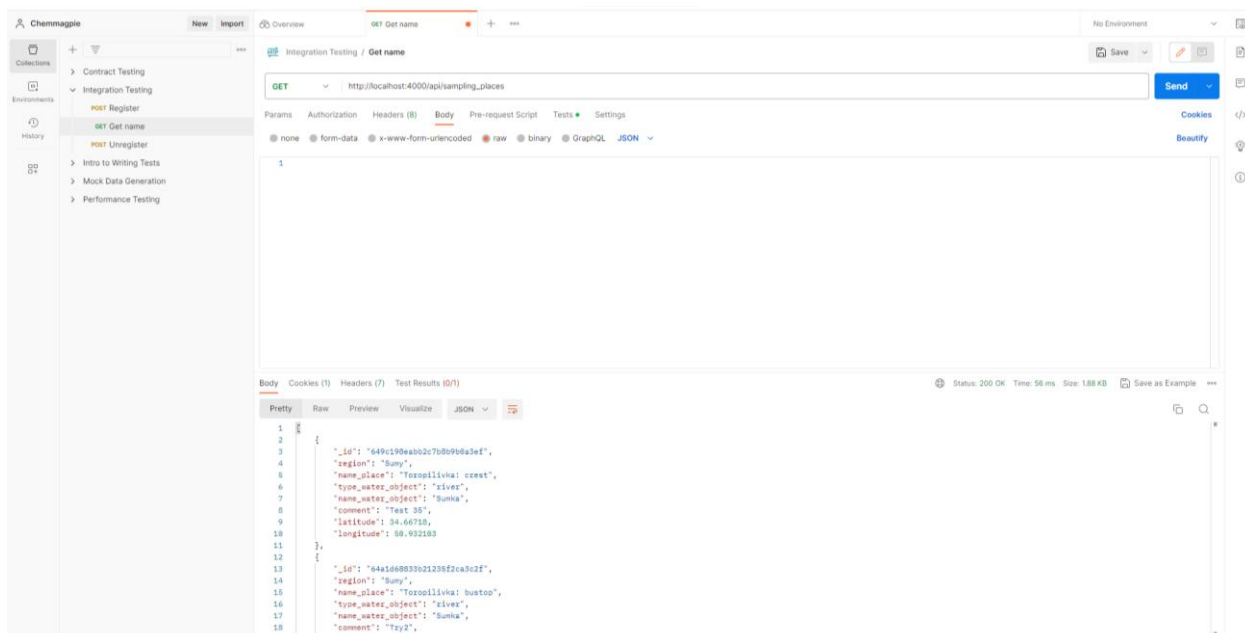 Chemmagpie New Import
Overview GET Get name No Environment
Collections
Environments
History
Contract Testing
Integration Testing
POST Register
GET Get name
POST Unregister
Intro to Writing Tests
Mock Data Generation
Performance Testing
Integration Testing / Get name Save
GET http://localhost:4000/api/sampling_places Send
Params Authorization Headers (8) Body Pre-request Script Tests Settings Cookies
none form-data x-www-form-urlencoded raw binary GraphQL JSON Beautify
1
Body Cookies (1) Headers (7) Test Results (0/1) Status: 200 OK Time: 56 ms Size: 1.88 KB Save as Example
Pretty Raw Preview Visualize JSON
1 [
2 {
3 "_id":
4 "region": "Sumy",
5 "name_place": "Toropilivka: crest",
6 "type_water_object": "river",
7 "name_water_object": "Sumka",
8 "comment": "Test 35",
9 "latitude": 34.66718,
10 "longitude": 50.932183
11 },
12 {
13 "_id":
14 "region": "Sumy",
15 "name_place": "Toropilivka: bustop",
16 "type_water_object": "river",
17 "name_water_object": "Sumka",
18 "comment": "Try2",